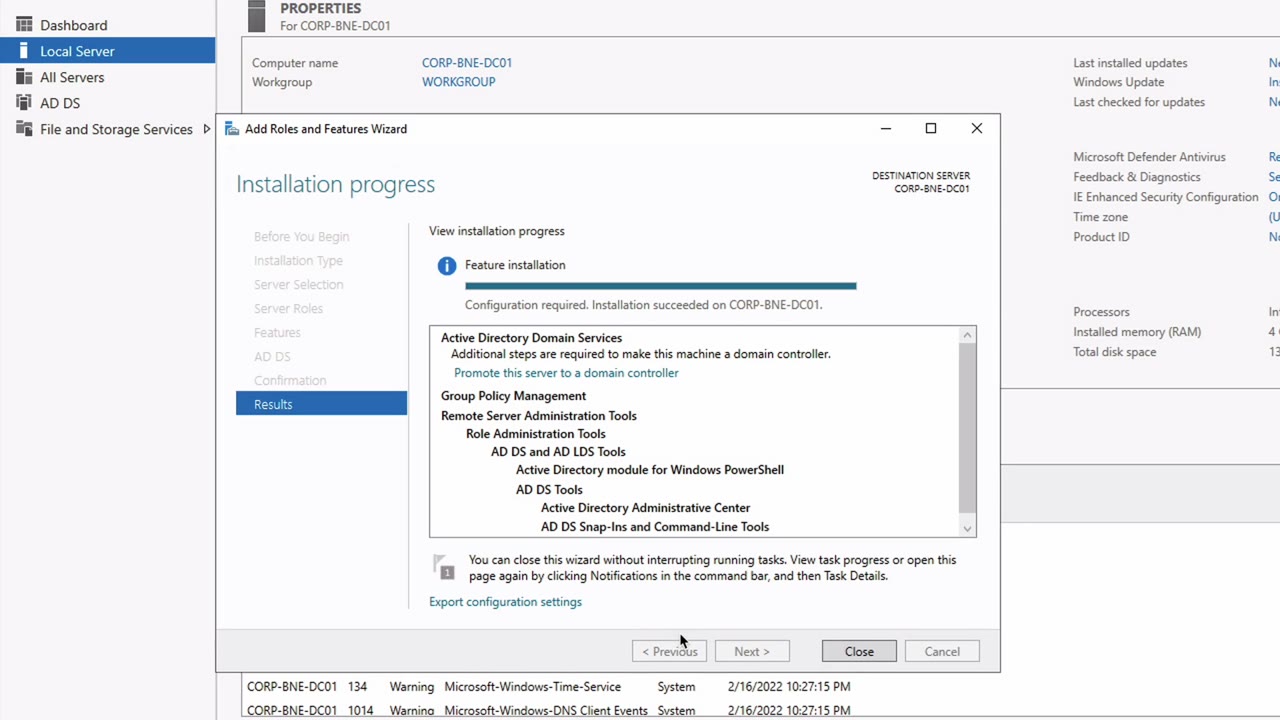 PROPERTIES
For CORP-BNE-DC01
Dashboard
Local Server
All Servers
AD DS
File and Storage Services
Computer name CORP-BNE-DC01
Workgroup WORKGROUP
Last installed updates
Windows Update
Last checked for updates
Microsoft Defender Antivirus
Feedback & Diagnostics
IE Enhanced Security Configuration
Time zone
Product ID
Processors
Installed memory (RAM)
Total disk space
Add Roles and Features Wizard
Installation progress
DESTINATION SERVER
CORP-BNE-DC01
Before You Begin
Installation Type
Server Selection
Server Roles
Features
AD DS
Confirmation
Results
View installation progress
Feature installation
Configuration required. Installation succeeded on CORP-BNE-DC01.
Active Directory Domain Services
Additional steps are required to make this machine a domain controller.
Promote this server to a domain controller
Group Policy Management
Remote Server Administration Tools
Role Administration Tools
AD DS and AD LDS Tools
Active Directory module for Windows PowerShell
AD DS Tools
Active Directory Administrative Center
AD DS Snap-Ins and Command-Line Tools
1
You can close this wizard without interrupting running tasks. View task progress or open this
page again by clicking Notifications in the command bar, and then Task Details.
Export configuration settings
< Previous Next > Close Cancel
CORP-BNE-DC01 134 Warning Microsoft-Windows-Time-Service System 2/16/2022 10:27:15 PM
CORP-BNE-DC01 1014 Warning Microsoft-Windows-DNS Client Events System 2/16/2022 10:27:15 PM